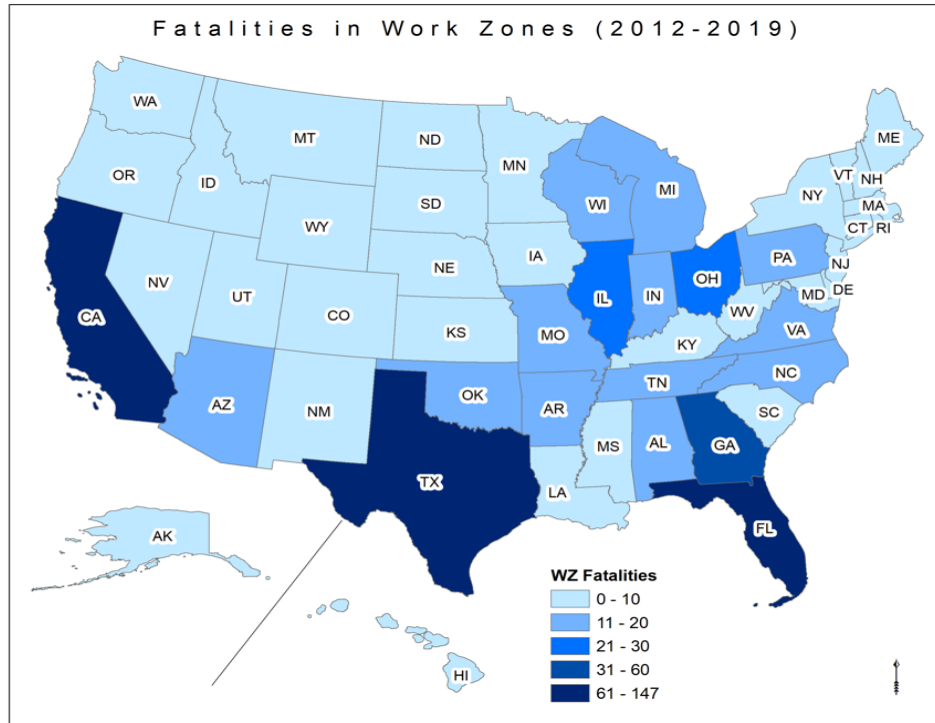 Fatalities in Work Zones (2012-2019)
WA
MT
ND
MN
ME
OR
ID
SD
WI
MI
VT
NH
NY
WY
MA
CT
RI
NE
IA
PA
NJ
NV
UT
CO
IL
IN
OH
MD
DE
WV
CA
KS
MO
KY
VA
AZ
NM
OK
AR
TN
NC
SC
MS
AL
GA
TX
LA
FL
AK
HI
WZ Fatalities
0 - 10
11 - 20
21 - 30
31 - 60
61 - 147